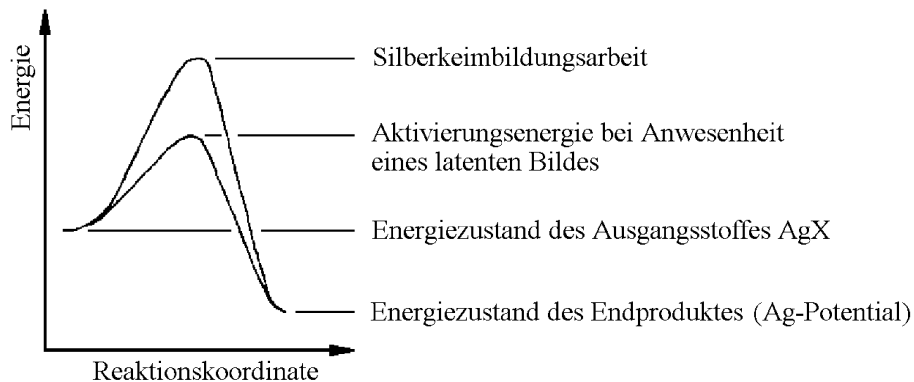 Energie
Silberkeimbildungsarbeit
Aktivierungsenergie bei Anwesenheit
eines latenten Bildes
Energiezustand des Ausgangsstoffes AgX
Energiezustand des Endproduktes (Ag-Potential)
Reaktionskoordinate